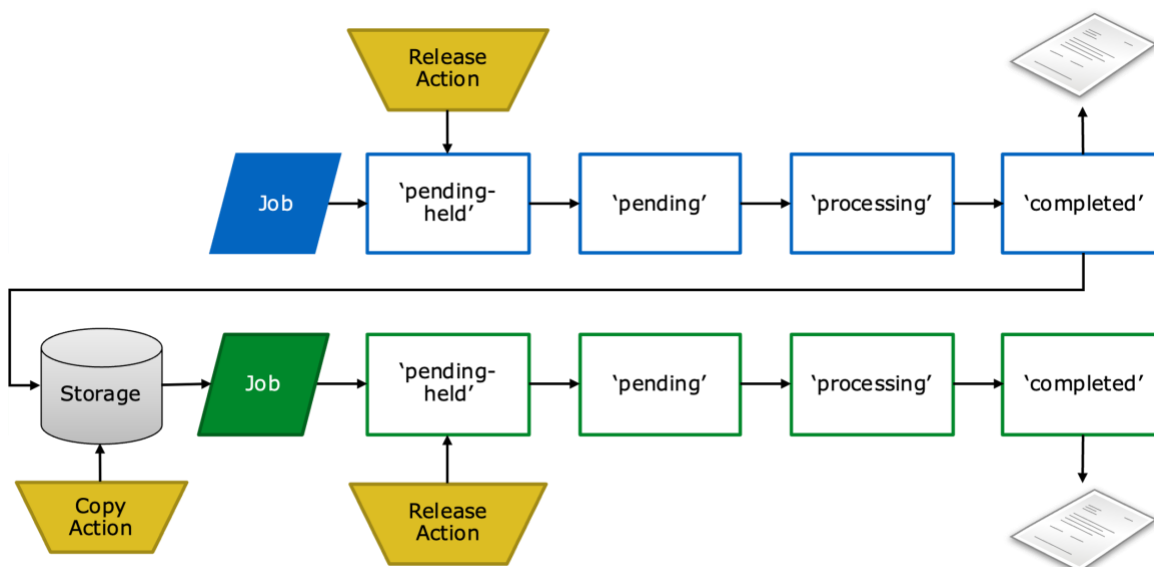 Release
Action
Job
‘pending-
held’
‘pending’
‘processing’
‘completed’
Storage
Job
‘pending-
held’
‘pending’
‘processing’
‘completed’
Copy
Action
Release
Action